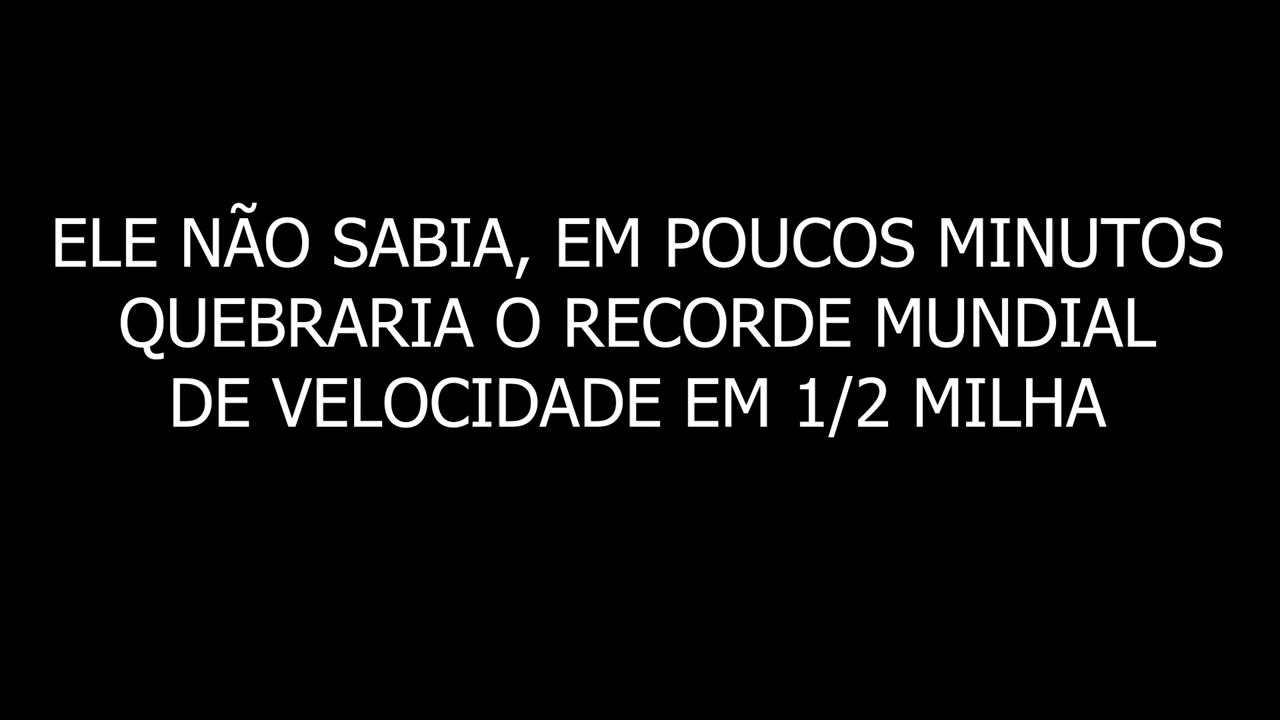 ELE NÃO SABIA, EM POUCOS MINUTOS
QUEBRARIA O RECORDE MUNDIAL
DE VELOCIDADE EM 1/2 MILHA